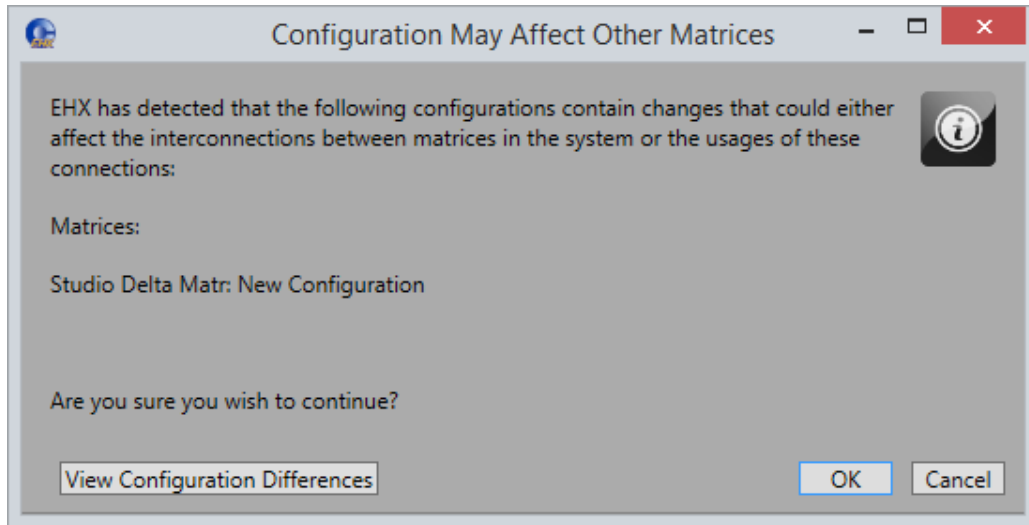 Configuration May Affect Other Matrices
EHX has detected that the following configurations contain changes that could either
affect the interconnections between matrices in the system or the usages of these
connections:
Matrices:
Studio Delta Matr: New Configuration
Are you sure you wish to continue?
View Configuration Differences
OK
Cancel